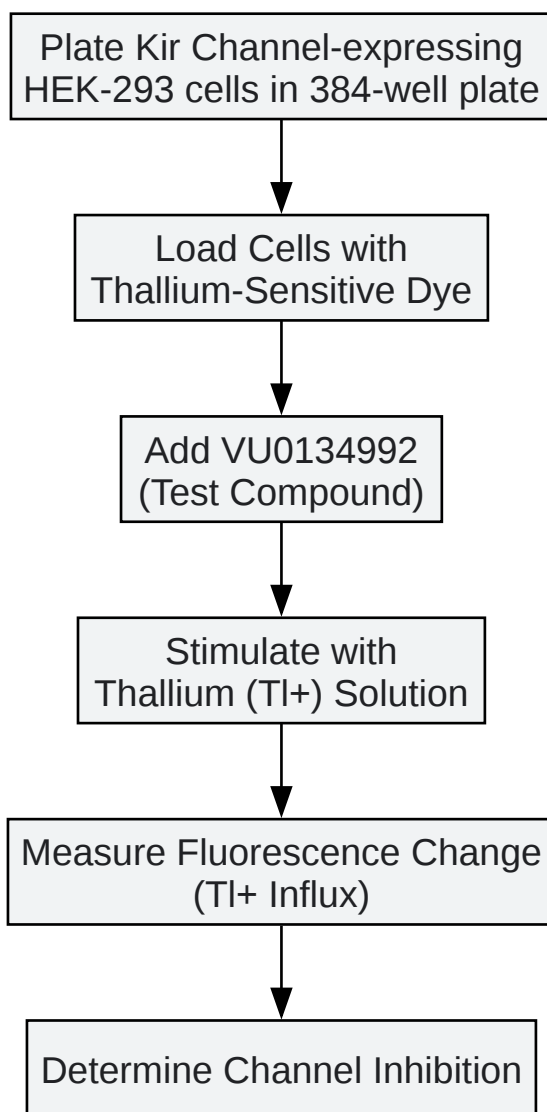 Plate Kir Channel-expressing
HEK-293 cells in 384-well plate
Load Cells with
Thallium-Sensitive Dye
Add VU0134992
(Test Compound)
Stimulate with
Thallium (Tl+) Solution
Measure Fluorescence Change
(Tl+ Influx)
Determine Channel Inhibition